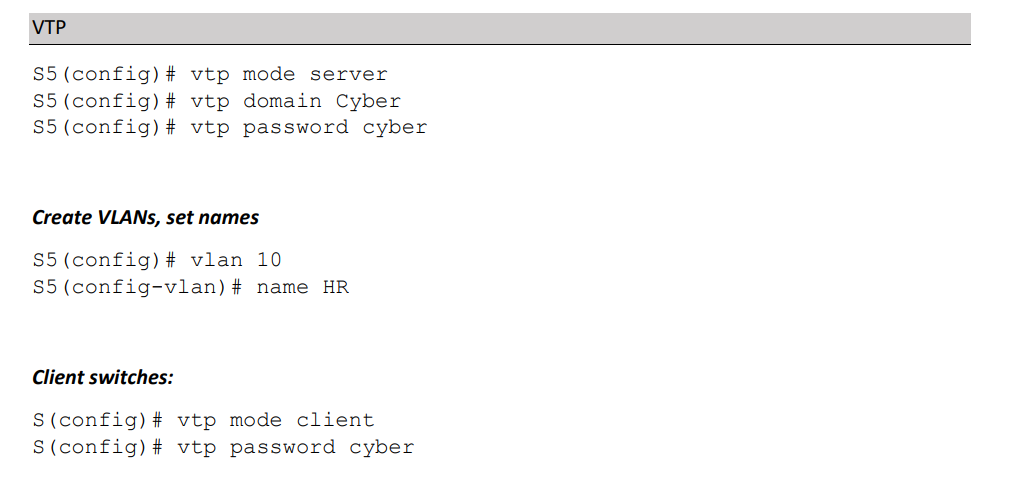 VTP
S5(config)# vtp mode server
S5(config)# vtp domain Cyber
S5(config)# vtp password cyber
Create VLANs, set names
S5(config)# vlan 10
S5(config-vlan)# name HR
Client switches:
S(config)# vtp mode client
S(config)# vtp password cyber